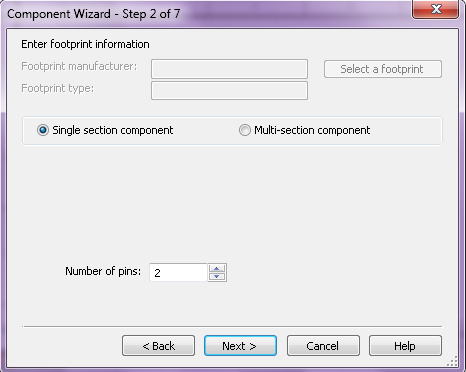 Component Wizard - Step 2 of 7
Enter footprint information
Footprint manufacturer:
Select a footprint
Footprint type:
Single section component
Multi-section component
Number of pins: 2
< Back
Next >
Cancel
Help